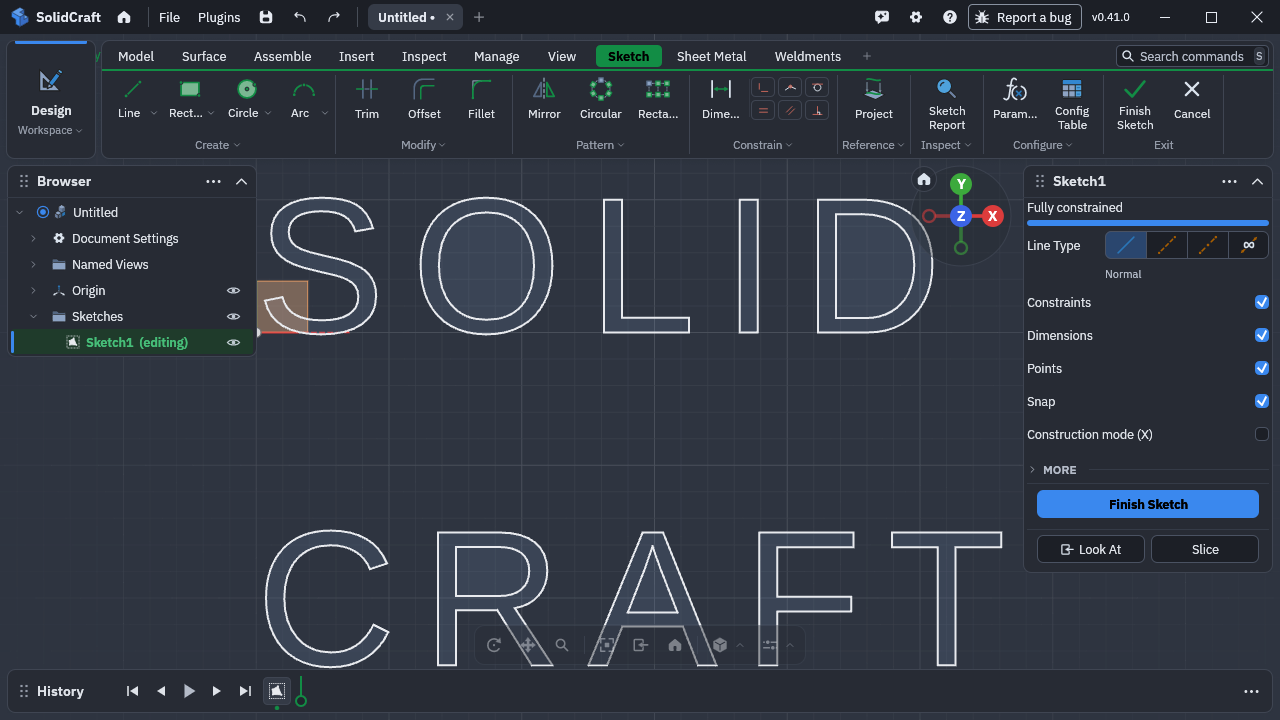 SolidCraft File Plugins Untitled • Report a bug v0.41.0
Model Surface Assemble Insert Inspect Manage View Sketch Sheet Metal Weldments Search commands S
Design
Workspace
Line Rect... Circle Arc Trim Offset Fillet Mirror Circular Recta... Dime... Project Sketch Report Param... Config Table Finish Sketch Cancel
Create Modify Pattern Constrain Reference Inspect Configure Exit
Browser
Untitled
Document Settings
Named Views
Origin
Sketches
Sketch1 (editing)
SOLID
CRAFT
Y
Z X
Sketch1
Fully constrained
Line Type
Normal
Constraints
Dimensions
Points
Snap
Construction mode (X)
MORE
Finish Sketch
Look At Slice
History